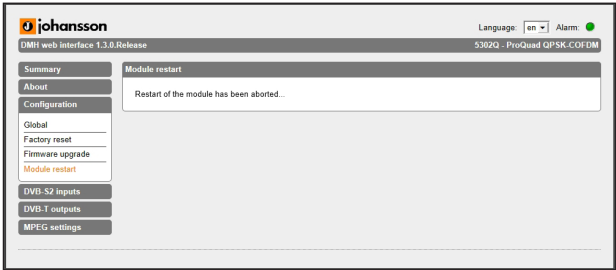 johansson
Language: en Alarm:
DMH web interface 1.3.0.Release
5302Q - ProQuad QPSK-COFDM
Summary
About
Configuration
Global
Factory reset
Firmware upgrade
Module restart
DVB-S2 inputs
DVB-T outputs
MPEG settings
Module restart
Restart of the module has been aborted...